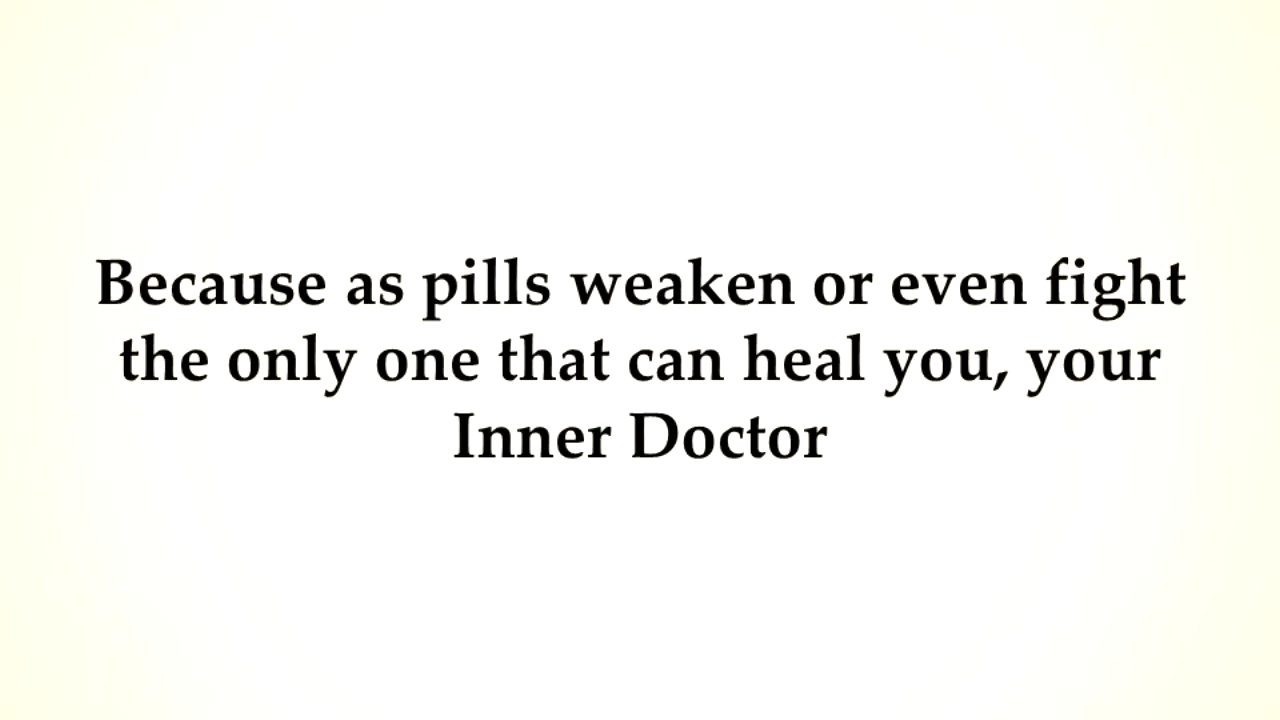 Because as pills weaken or even fight
the only one that can heal you, your
Inner Doctor